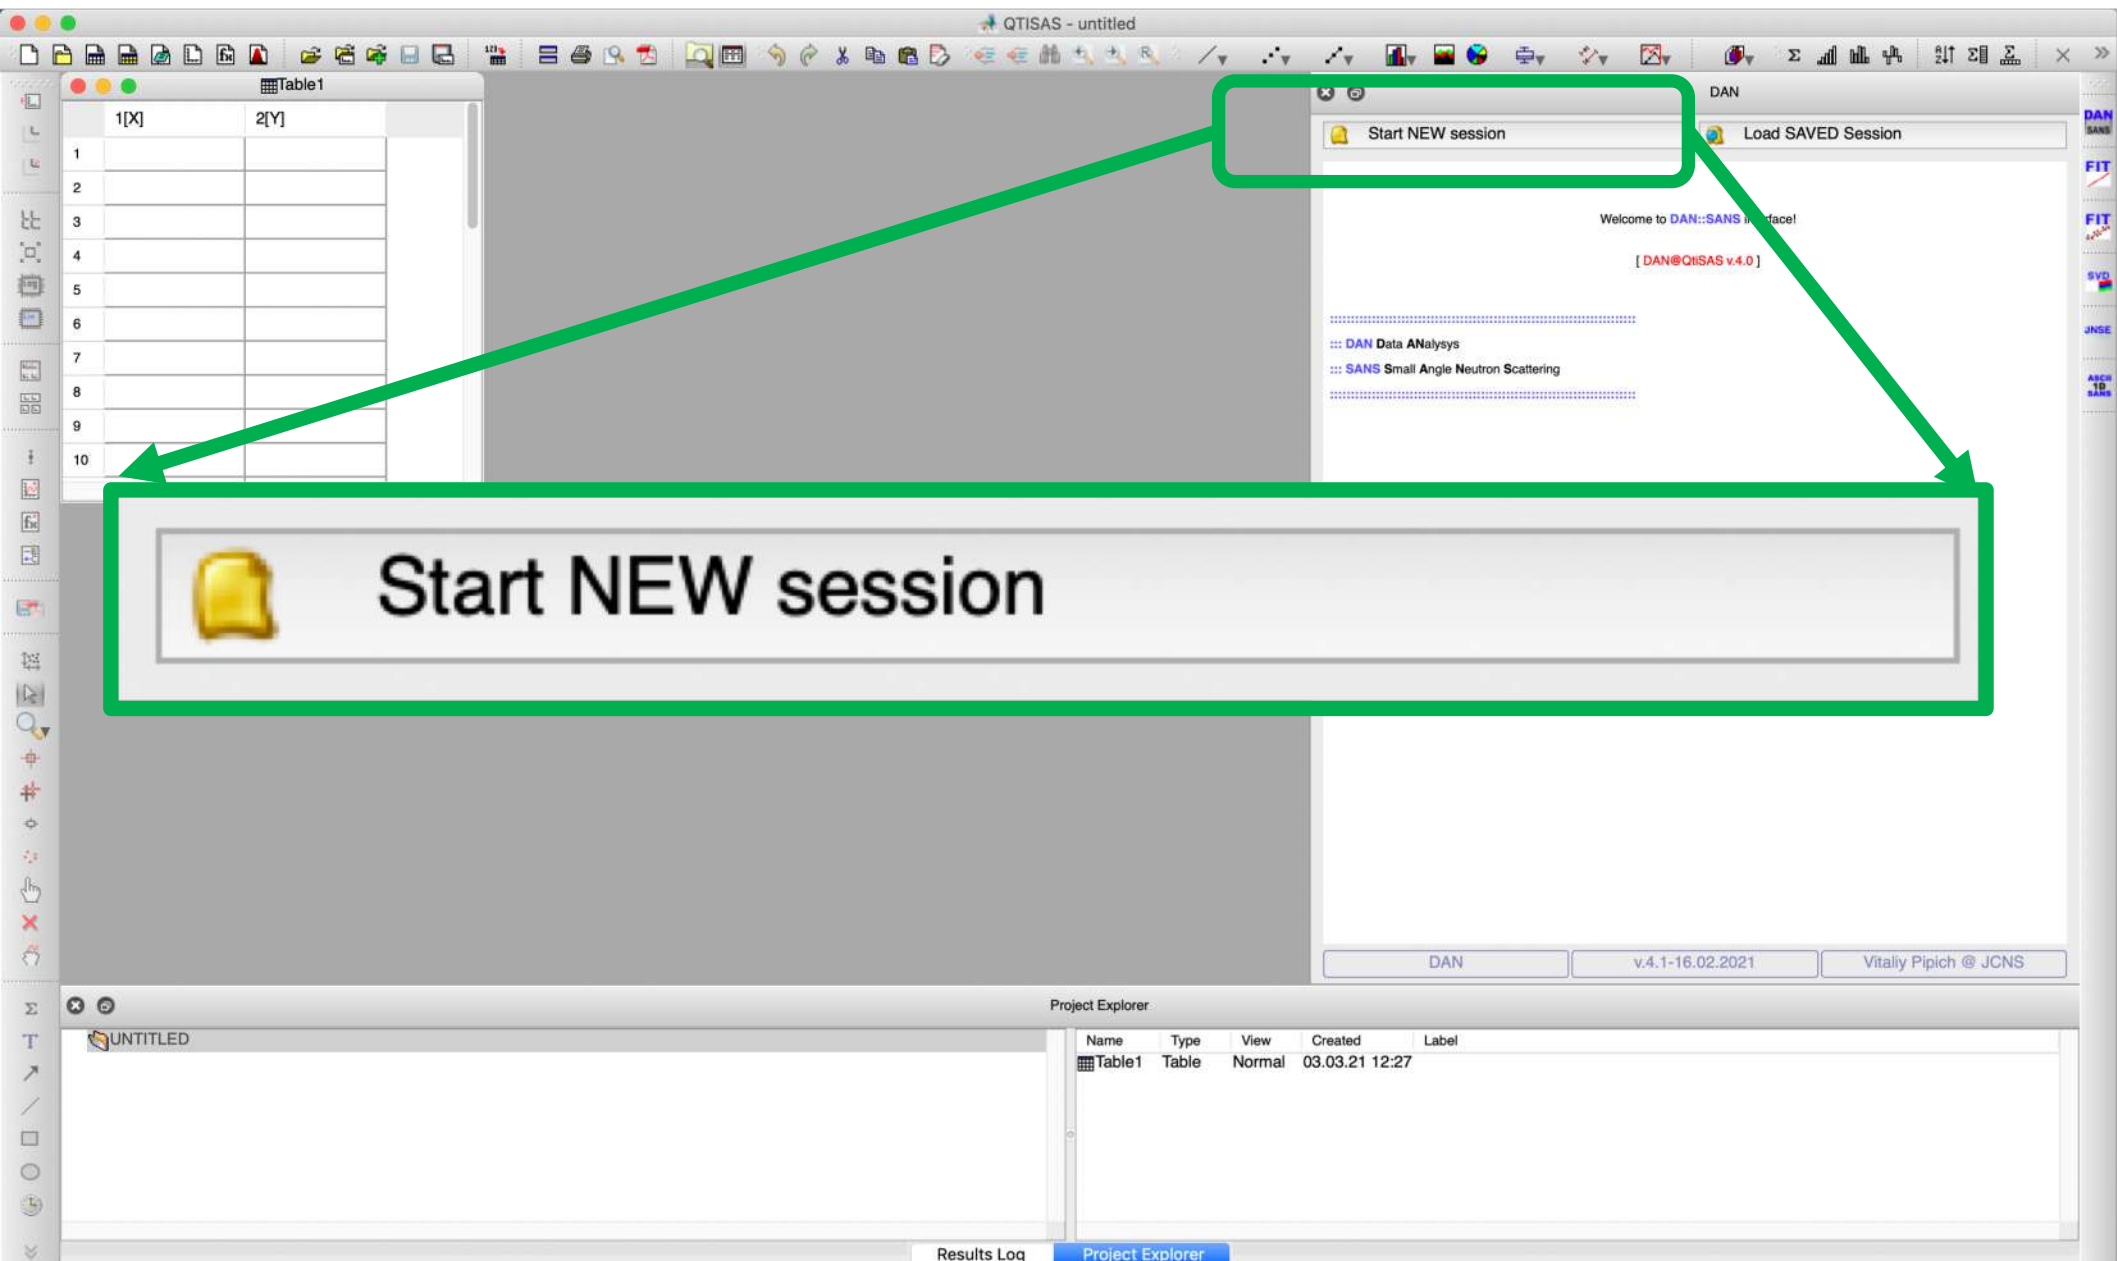 QTISAS - untitled
Table1
1[X] 2[Y]
1
2
3
4
5
6
7
8
9
10
DAN
Start NEW session
Load SAVED Session
Welcome to DAN::SANS
[ DAN@QtiSAS v.4.0 ]
::: DAN Data ANalysys
::: SANS Small Angle Neutron Scattering
Start NEW session
DAN
v.4.1-16.02.2021
Vitaliy Pipich @ JCNS
DAN
SANS
FIT
FIT
SVD
JNSE
ASCII
1D
SANS
Project Explorer
UNTITLED
Name Type View Created Label
Table1 Table Normal 03.03.21 12:27
Results Log
Project Explorer